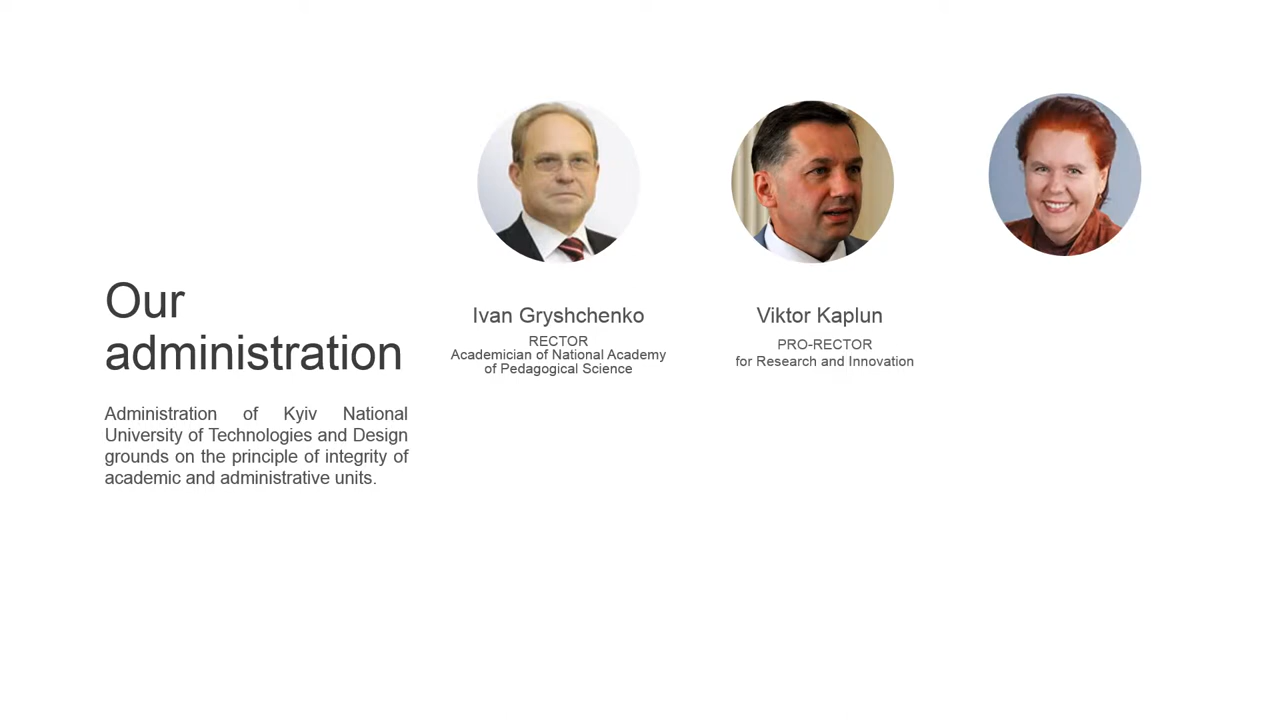 Our
administration
Administration of Kyiv National
University of Technologies and Design
grounds on the principle of integrity of
academic and administrative units.
Ivan Gryshchenko
RECTOR
Academician of National Academy
of Pedagogical Science
Viktor Kaplun
PRO-RECTOR
for Research and Innovation